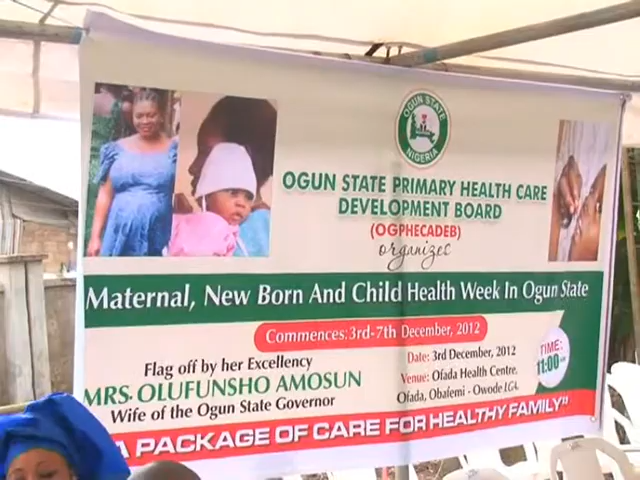 OGUN STATE
NIGERIA
OGUN STATE PRIMARY HEALTH CARE
DEVELOPMENT BOARD
(OGPHECADEB)
organizes
Maternal, New Born And Child Health Week In Ogun State
Commences:3rd-7th December, 2012
Flag off by her Excellency
MRS. OLUFUNSHO AMOSUN
Wife of the Ogun State Governor
Date: 3rd December, 2012
Venue: Ofada Health Centre,
Ofada, Obafemi - Owode LGA.
TIME:
11:00
"A PACKAGE OF CARE FOR HEALTHY FAMILY"